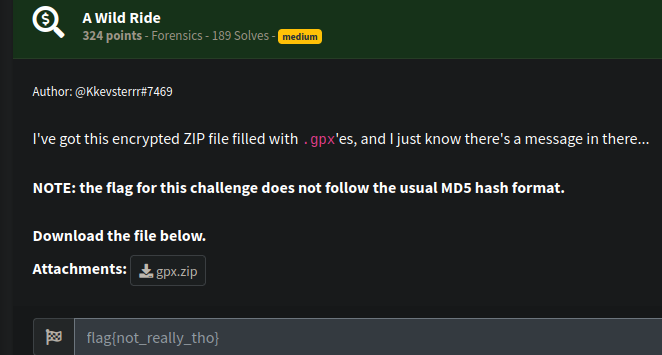 A Wild Ride
324 points - Forensics - 189 Solves - medium
Author: @Kkevsterrr#7469
I've got this encrypted ZIP file filled with .gpx'es, and I just know there's a message in there...
NOTE: the flag for this challenge does not follow the usual MD5 hash format.
Download the file below.
Attachments: gpx.zip
flag{not_really_tho}